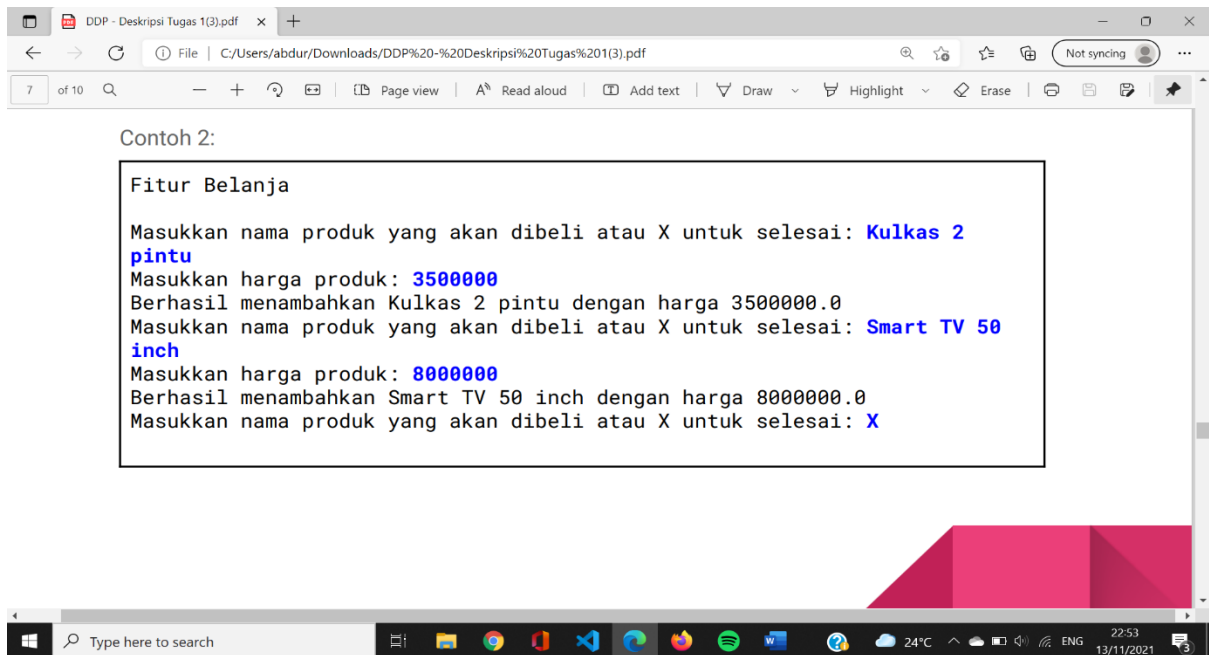 DDP - Deskripsi Tugas 1(3).pdf
File | C:/Users/abdur/Downloads/DDP%20-%20Deskripsi%20Tugas%201(3).pdf
Not syncing
7 of 10
Page view
Read aloud
Add text
Draw
Highlight
Erase
Contoh 2:
Fitur Belanja
Masukkan nama produk yang akan dibeli atau X untuk selesai: Kulkas 2
pintu
Masukkan harga produk: 3500000
Berhasil menambahkan Kulkas 2 pintu dengan harga 3500000.0
Masukkan nama produk yang akan dibeli atau X untuk selesai: Smart TV 50
inch
Masukkan harga produk: 8000000
Berhasil menambahkan Smart TV 50 inch dengan harga 8000000.0
Masukkan nama produk yang akan dibeli atau X untuk selesai: X
Type here to search
24°C
ENG
22:53
13/11/2021
3